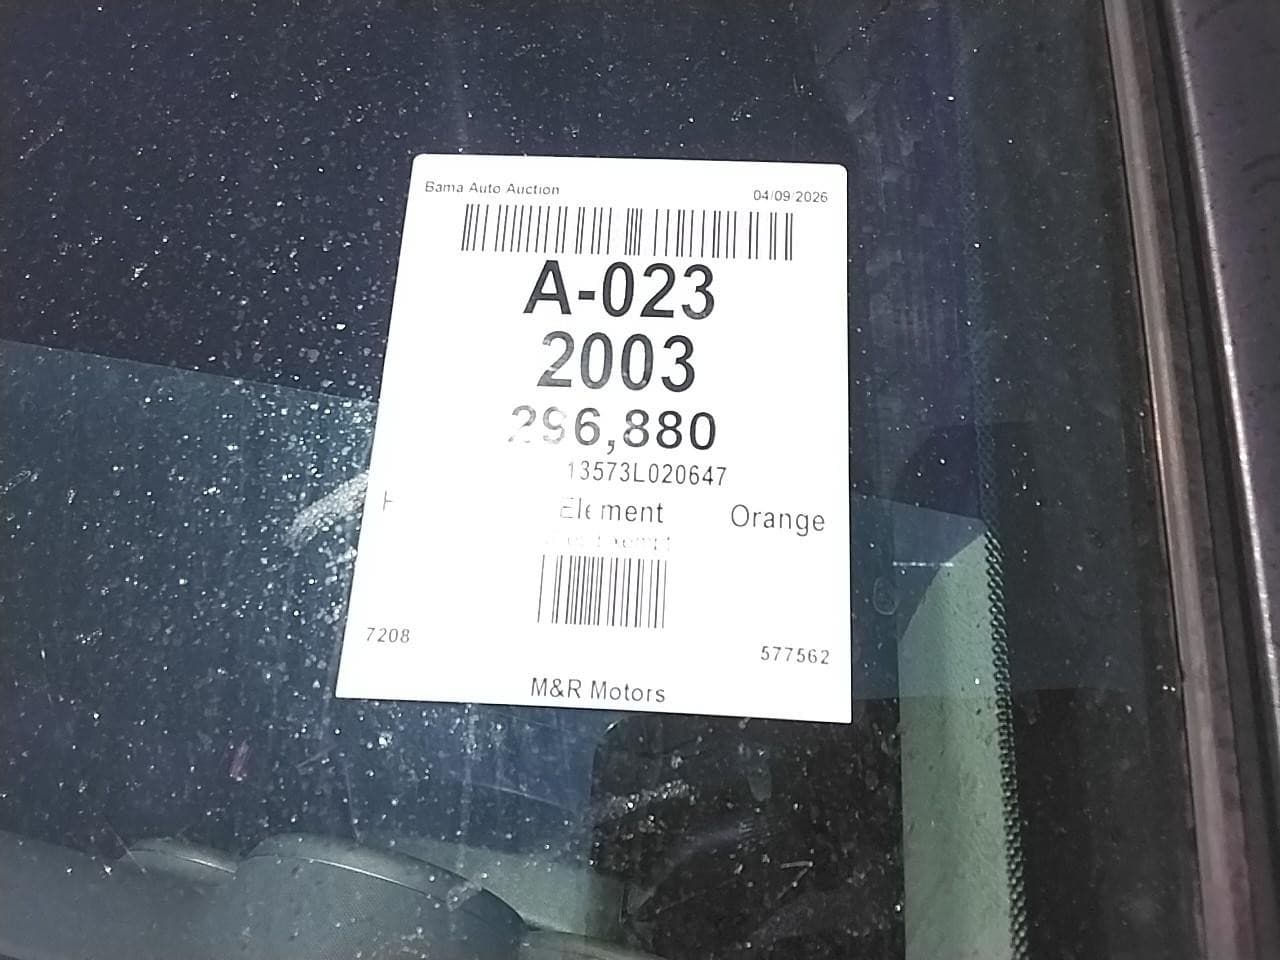 Bama Auto Auction 04/09/2026
A-023
2003
296,880
13573L020647
Element Orange
7208 577562
M&R Motors